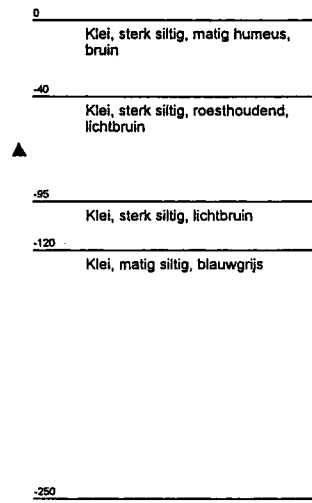 0
Klei, sterk siltig, matig humeus,
bruin
-40
Klei, sterk siltig, roesthoudend,
lichtbruin
-95
Klei, sterk siltig, lichtbruin
-120
Klei, matig siltig, blauwgrijs
-250